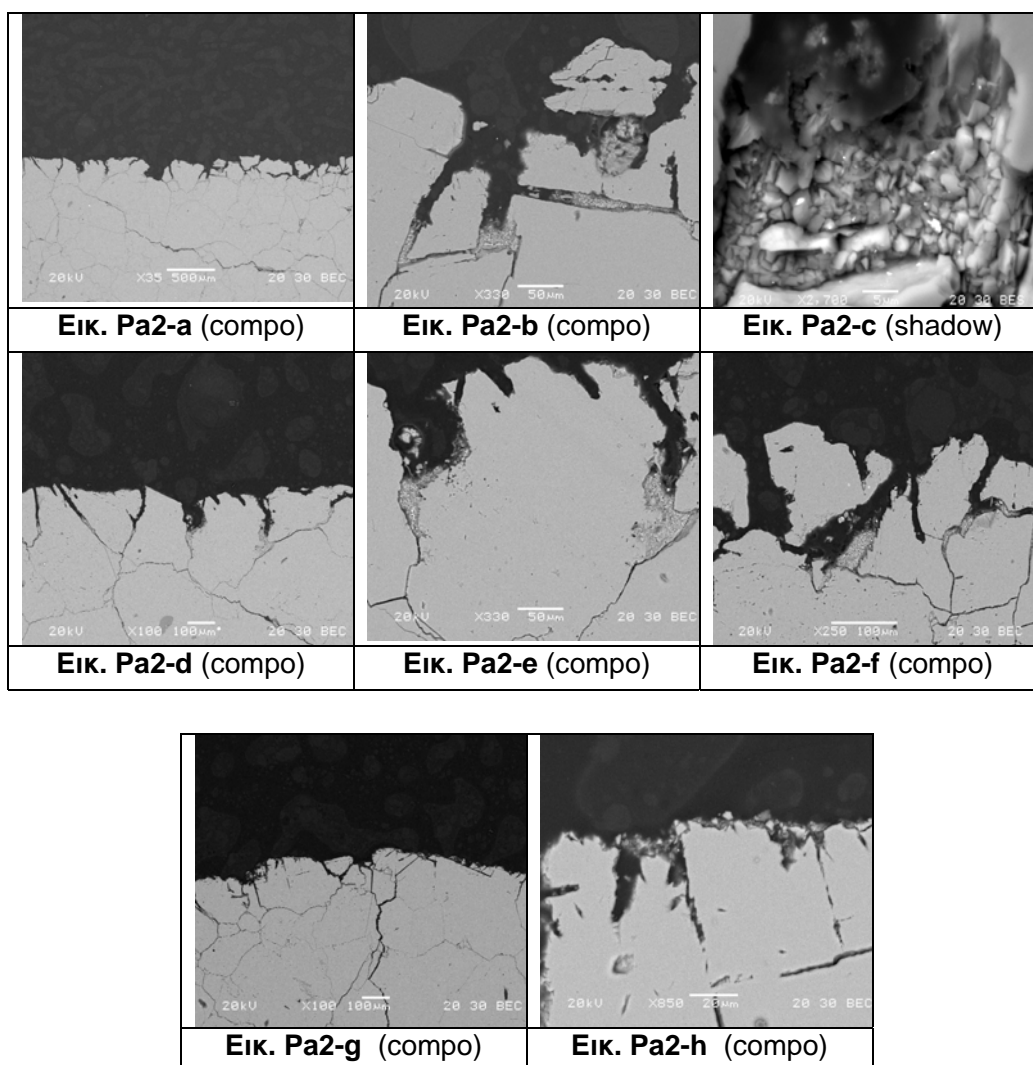 20kV X35 500µm 20 30 BEC
20kV X330 50µm 20 30 BEC
20kV X2,700 5µm 20 30 BES
Εικ. Pa2-a (compo)
Εικ. Pa2-b (compo)
Εικ. Pa2-c (shadow)
20kV X100 100µm 20 30 BEC
20kV X330 50µm 20 30 BEC
20kV X250 100µm 20 30 BEC
Εικ. Pa2-d (compo)
Εικ. Pa2-e (compo)
Εικ. Pa2-f (compo)
20kV X100 100µm 20 30 BEC
20kV X850 20µm 20 30 BEC
Εικ. Pa2-g (compo)
Εικ. Pa2-h (compo)